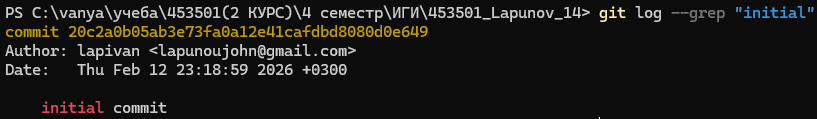 PS C:\vanya\учеба\453501(2 КУРС)\4 семестр\ИГИ\453501_Lapunov_14> git log --grep "initial"
commit 20c2a0b05ab3e73fa0a12e41cafdbd8080d0e649
Author: lapivan <lapunoujohn@gmail.com>
Date:   Thu Feb 12 23:18:59 2026 +0300
initial commit